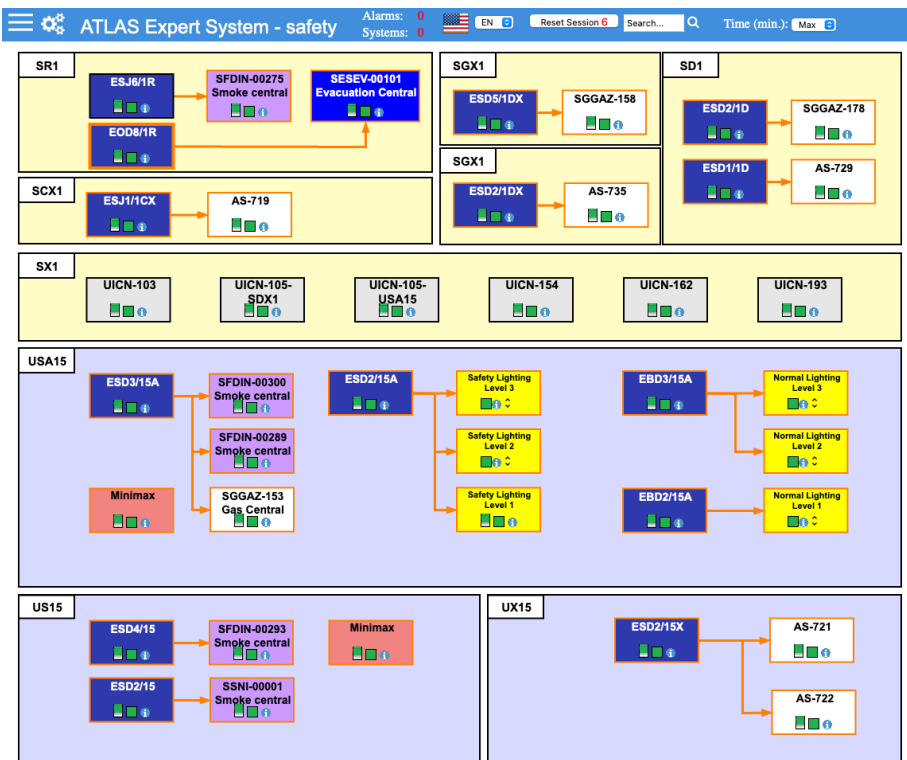 ATLAS Expert System - safety
Alarms: 0
Systems: 0
EN
Reset Session 6
Search...
Time (min.): Max
SR1
ESJ6/1R
SFDIN-00275
Smoke central
SESEV-00101
Evacuation Central
EOD8/1R
SGX1
ESD5/1DX
SGGAZ-158
SD1
ESD2/1D
SGGAZ-178
ESD1/1D
AS-729
SGX1
ESD2/1DX
AS-735
SCX1
ESJ1/1CX
AS-719
SX1
UICN-103
UICN-105-
SDX1
UICN-105-
USA15
UICN-154
UICN-162
UICN-193
USA15
ESD3/15A
SFDIN-00300
Smoke central
SFDIN-00289
Smoke central
Minimax
SGGAZ-153
Gas Central
ESD2/15A
Safety Lighting
Level 3
Safety Lighting
Level 2
Safety Lighting
Level 1
EBD3/15A
Normal Lighting
Level 3
Normal Lighting
Level 2
EBD2/15A
Normal Lighting
Level 1
US15
ESD4/15
SFDIN-00293
Smoke central
Minimax
ESD2/15
SSNI-00001
Smoke central
UX15
ESD2/15X
AS-721
AS-722